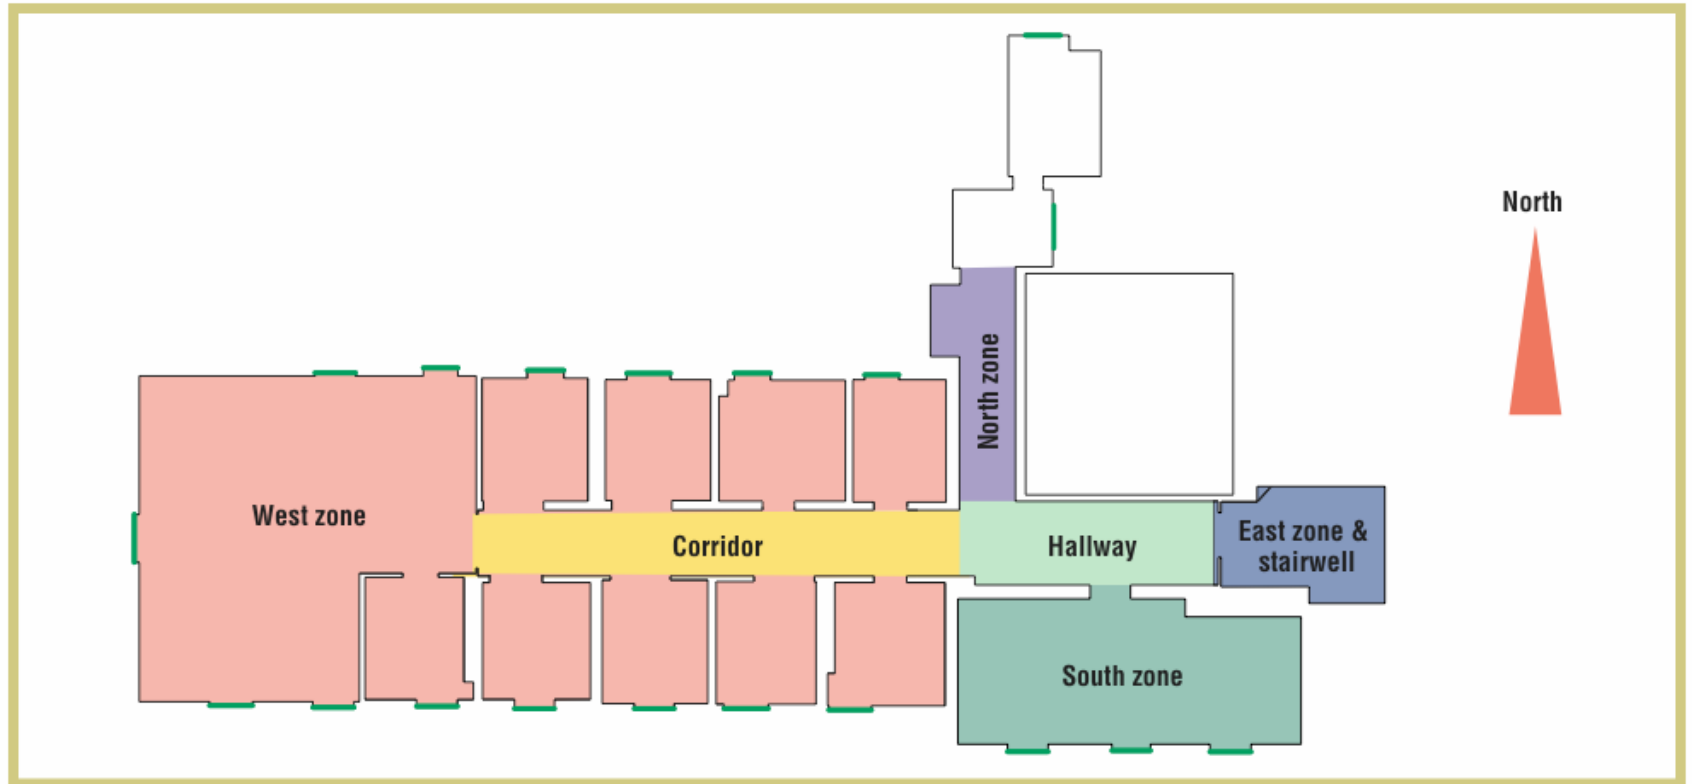 North
North zone
West zone
Corridor
Hallway
East zone &
stairwell
South zone